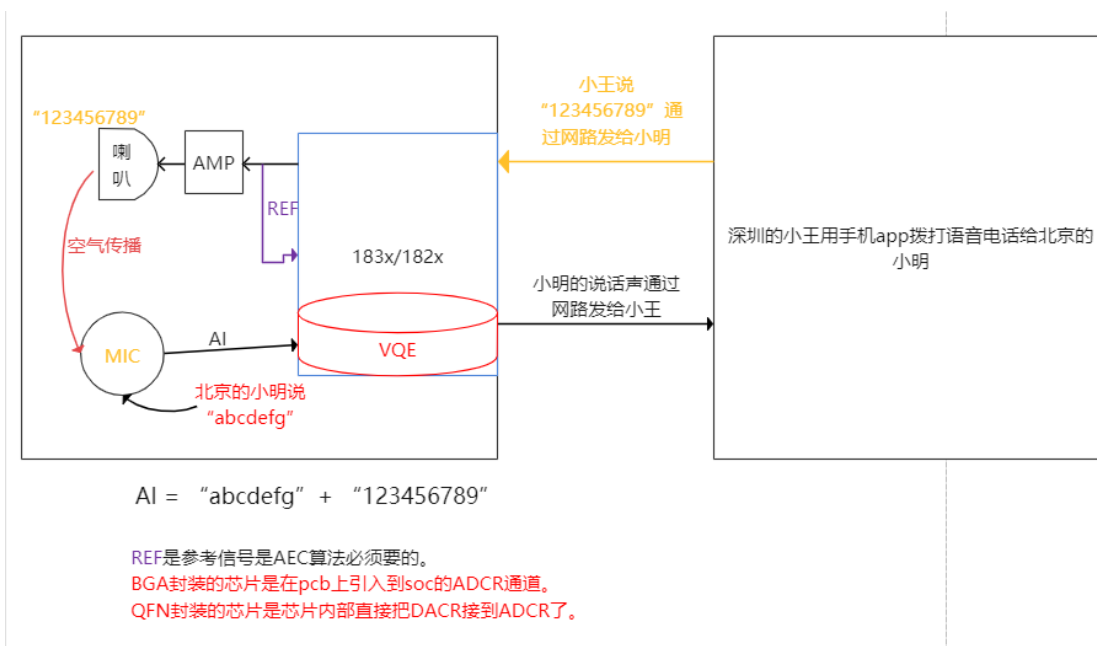 小王说
“123456789”通
过网路发给小明
“123456789”
喇
叭
AMP
REF
空气传播
183x/182x
深圳的小王用手机app拨打语音电话给北京的
小明
小明的说话声通过
网路发给小王
AI
MIC
VQE
北京的小明说
“abcdefg”
AI = “abcdefg” + “123456789”
REF是参考信号是AEC算法必须要的。
BGA封装的芯片是在pcb上引入到soc的ADCR通道。
QFN封装的芯片是芯片内部直接把DACR接到ADCR了。